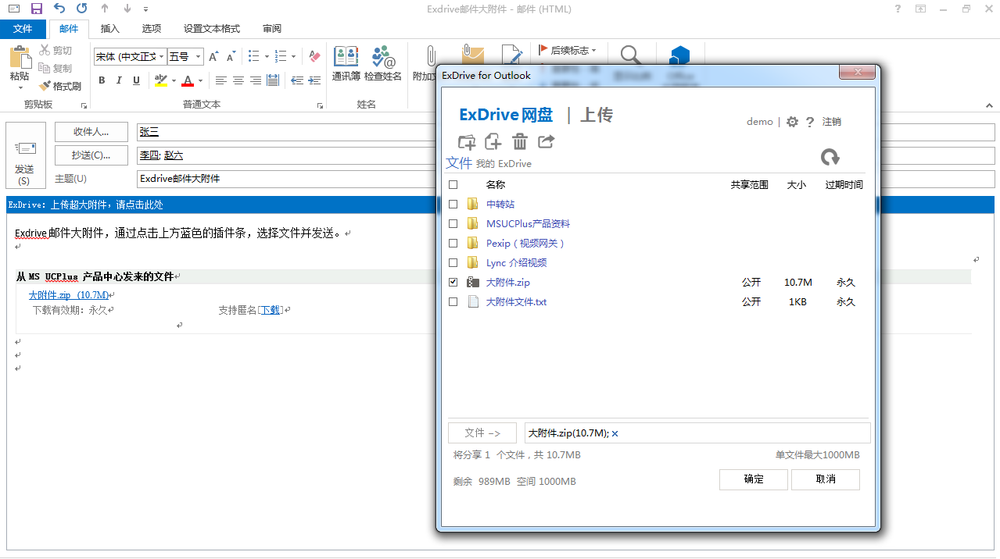 Exdrive邮件大附件 - 邮件 (HTML)
文件 邮件 插入 选项 设置文本格式 审阅
粘贴
剪切
复制
格式刷
剪贴板
宋体 (中文正文 五号
普通文本
通讯簿 检查姓名
姓名
附加文
后续标志
发送
(S)
收件人... 张三
抄送(C)... 李四; 赵六
主题(U) Exdrive邮件大附件
ExDrive: 上传超大附件，请点击此处
Exdrive邮件大附件，通过点击上方蓝色的插件条，选择文件并发送。
从 MS UCPlus 产品中心发来的文件
大附件.zip (10.7M)
下载有效期: 永久 支持匿名[下载]
ExDrive for Outlook
ExDrive网盘 | 上传
demo | ? 注销
文件 我的 ExDrive
名称 共享范围 大小 过期时间
中转站
MSUCPlus产品资料
Pexip ( 视频网关 )
Lync 介绍视频
大附件.zip 公开 10.7M 永久
大附件文件.txt 公开 1KB 永久
文件 -> 大附件.zip(10.7M); ×
将分享 1 个文件 , 共 10.7MB 单文件最大1000MB
剩余 989MB 空间 1000MB 确定 取消